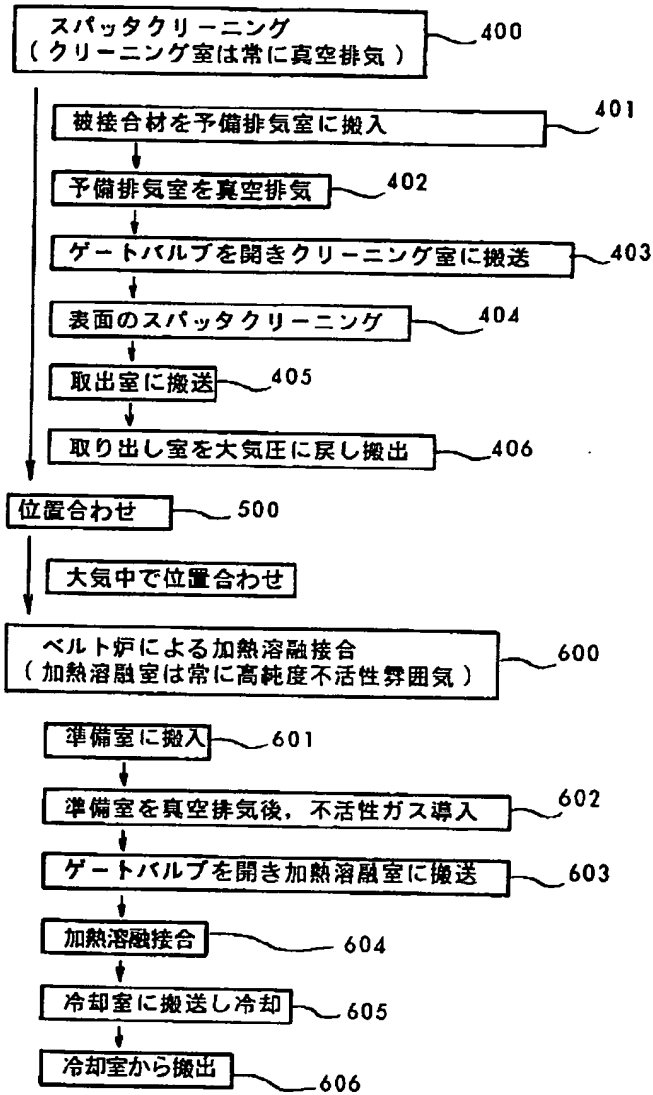 スパッタクリーニング
(クリーニング室は常に真空排気)
400
被接合材を予備排気室に搬入
401
予備排気室を真空排気
402
ゲートバルブを開きクリーニング室に搬送
403
表面のスパッタクリーニング
404
取出室に搬送
405
取り出し室を大気圧に戻し搬出
406
位置合わせ
500
大気中で位置合わせ
ベルト炉による加熱溶融接合
(加熱溶融室は常に高純度不活性雰囲気)
600
準備室に搬入
601
準備室を真空排気後,不活性ガス導入
602
ゲートバルブを開き加熱溶融室に搬送
603
加熱溶融接合
604
冷却室に搬送し冷却
605
冷却室から搬出
606